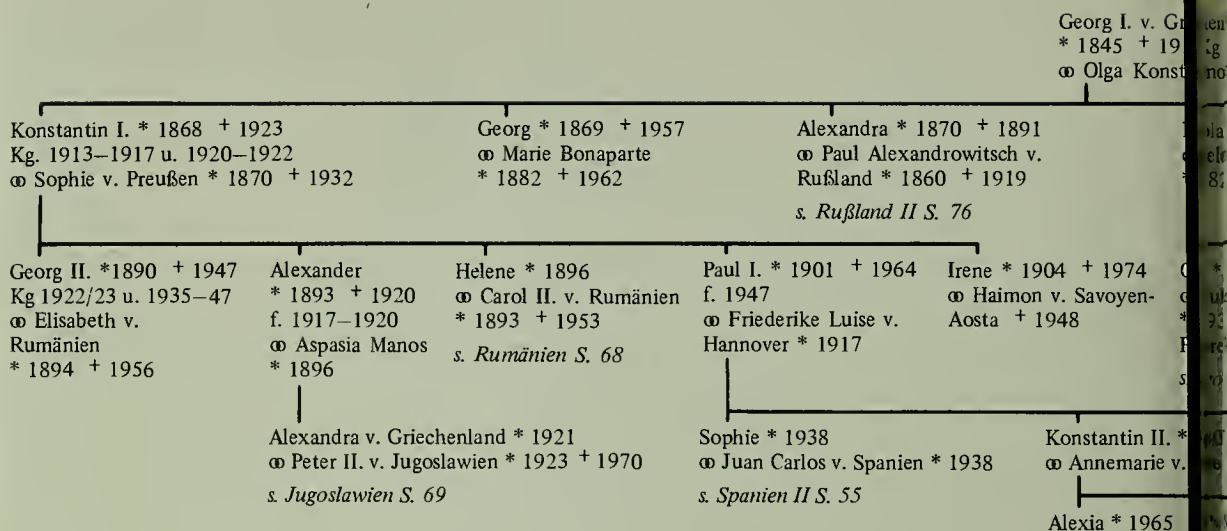 Georg I. v.
* 1845 + 19
⚭ Olga
Konstantin I. * 1868 + 1923
Kg. 1913–1917 u. 1920–1922
⚭ Sophie v. Preußen * 1870 + 1932
Georg * 1869 + 1957
⚭ Marie Bonaparte
* 1882 + 1962
Alexandra * 1870 + 1891
⚭ Paul Alexandrowitsch v.
Rußland * 1860 + 1919
s. Rußland II S. 76
Georg II. *1890 + 1947
Kg 1922/23 u. 1935–47
⚭ Elisabeth v.
Rumänien
* 1894 + 1956
Alexander
* 1893 + 1920
f. 1917–1920
⚭ Aspasia Manos
* 1896
Helene * 1896
⚭ Carol II. v. Rumänien
* 1893 + 1953
s. Rumänien S. 68
Paul I. * 1901 + 1964
f. 1947
⚭ Friederike Luise v.
Hannover * 1917
Irene * 1904 + 1974
⚭ Haimon v. Savoyen-
Aosta + 1948
Alexandra v. Griechenland * 1921
⚭ Peter II. v. Jugoslawien * 1923 + 1970
s. Jugoslawien S. 69
Sophie * 1938
⚭ Juan Carlos v. Spanien * 1938
s. Spanien II S. 55
Konstantin II. *
⚭ Annemarie v.
Alexia * 1965